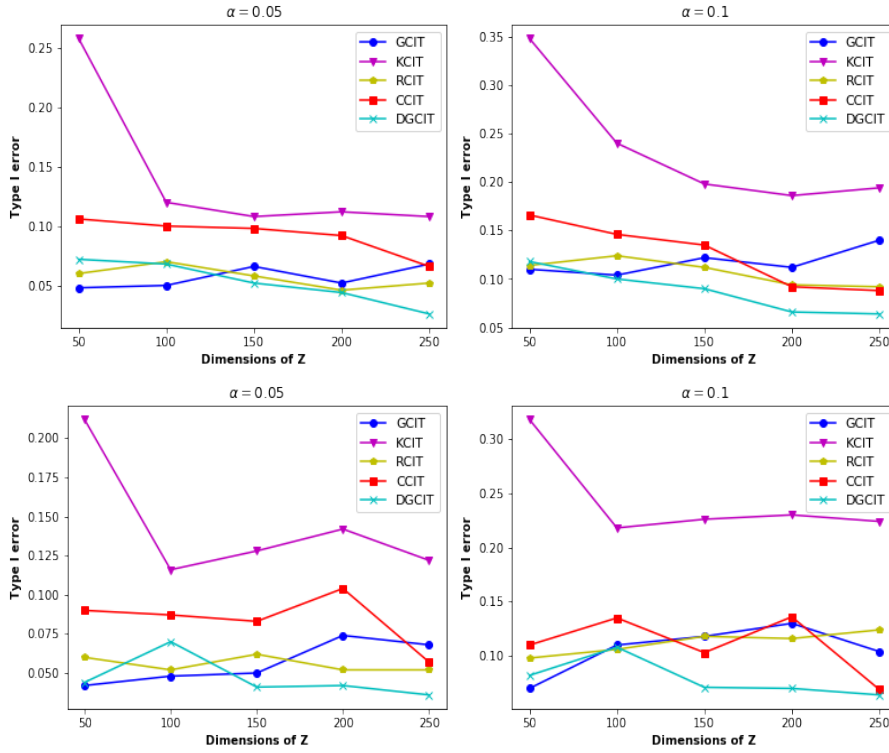 α = 0.05
Type I error
0.25
0.20
0.15
0.10
0.05
50 100 150 200 250
Dimensions of Z
GCIT
KCIT
RCIT
CCIT
DGCIT
α = 0.1
Type I error
0.35
0.30
0.25
0.20
0.15
0.10
0.05
50 100 150 200 250
Dimensions of Z
GCIT
KCIT
RCIT
CCIT
DGCIT
α = 0.05
Type I error
0.200
0.175
0.150
0.125
0.100
0.075
0.050
50 100 150 200 250
Dimensions of Z
GCIT
KCIT
RCIT
CCIT
DGCIT
α = 0.1
Type I error
0.30
0.25
0.20
0.15
0.10
50 100 150 200 250
Dimensions of Z
GCIT
KCIT
RCIT
CCIT
DGCIT